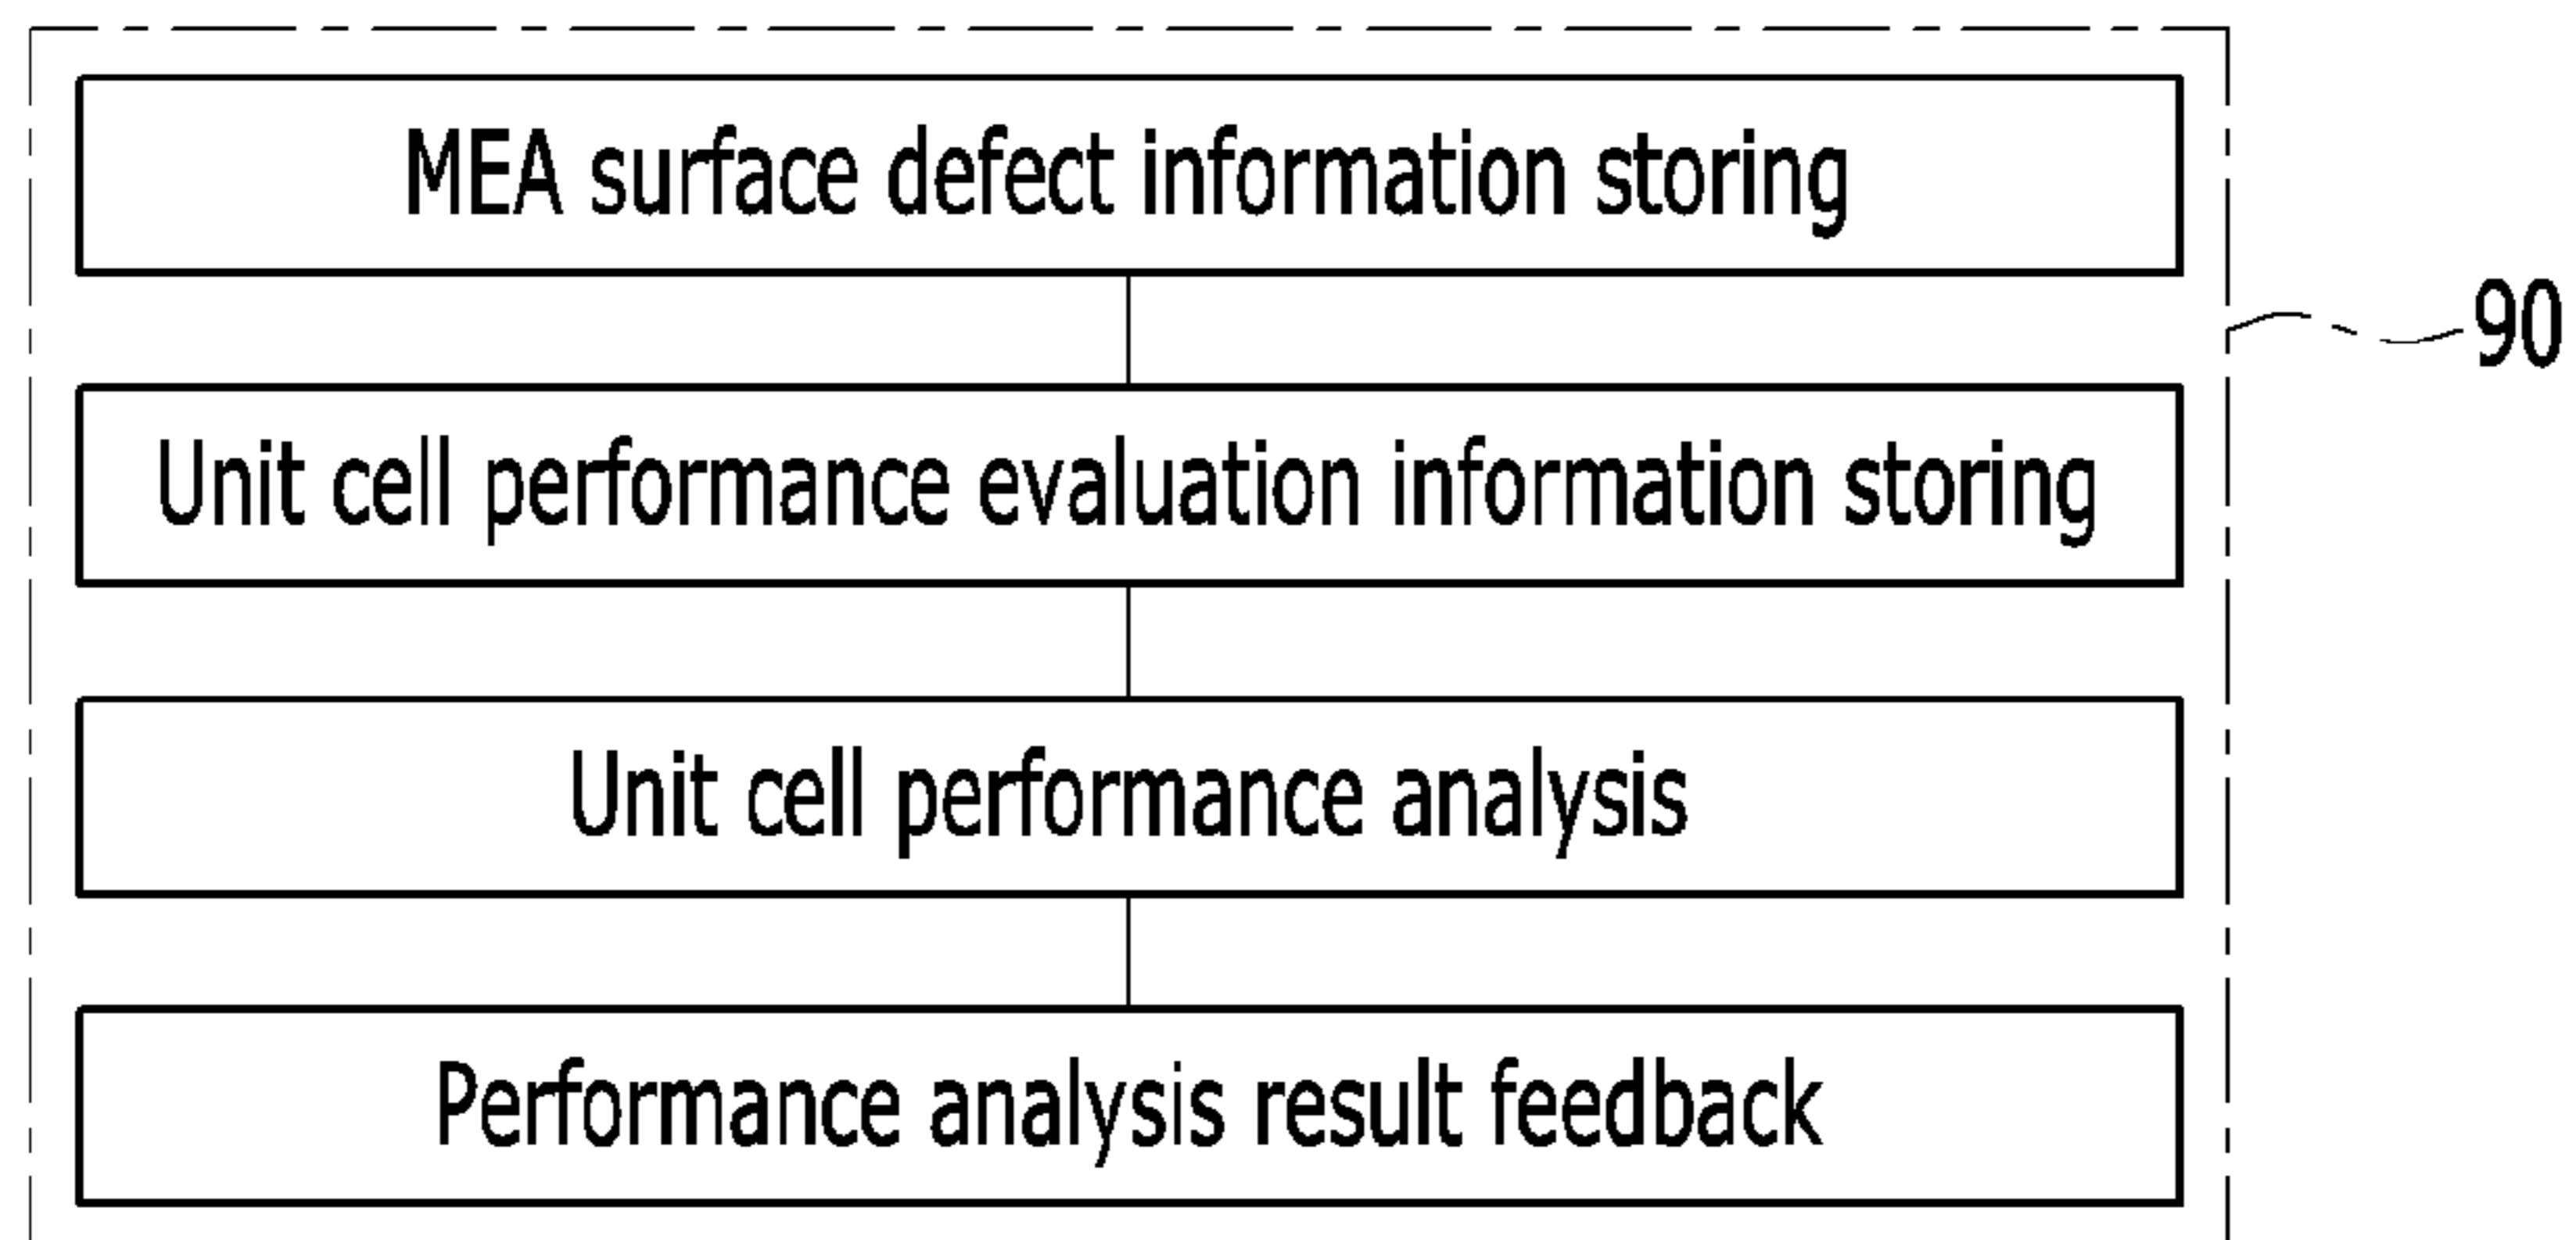 MEA surface defect information storing
90
Unit cell performance evaluation information storing
Unit cell performance analysis
Performance analysis result feedback